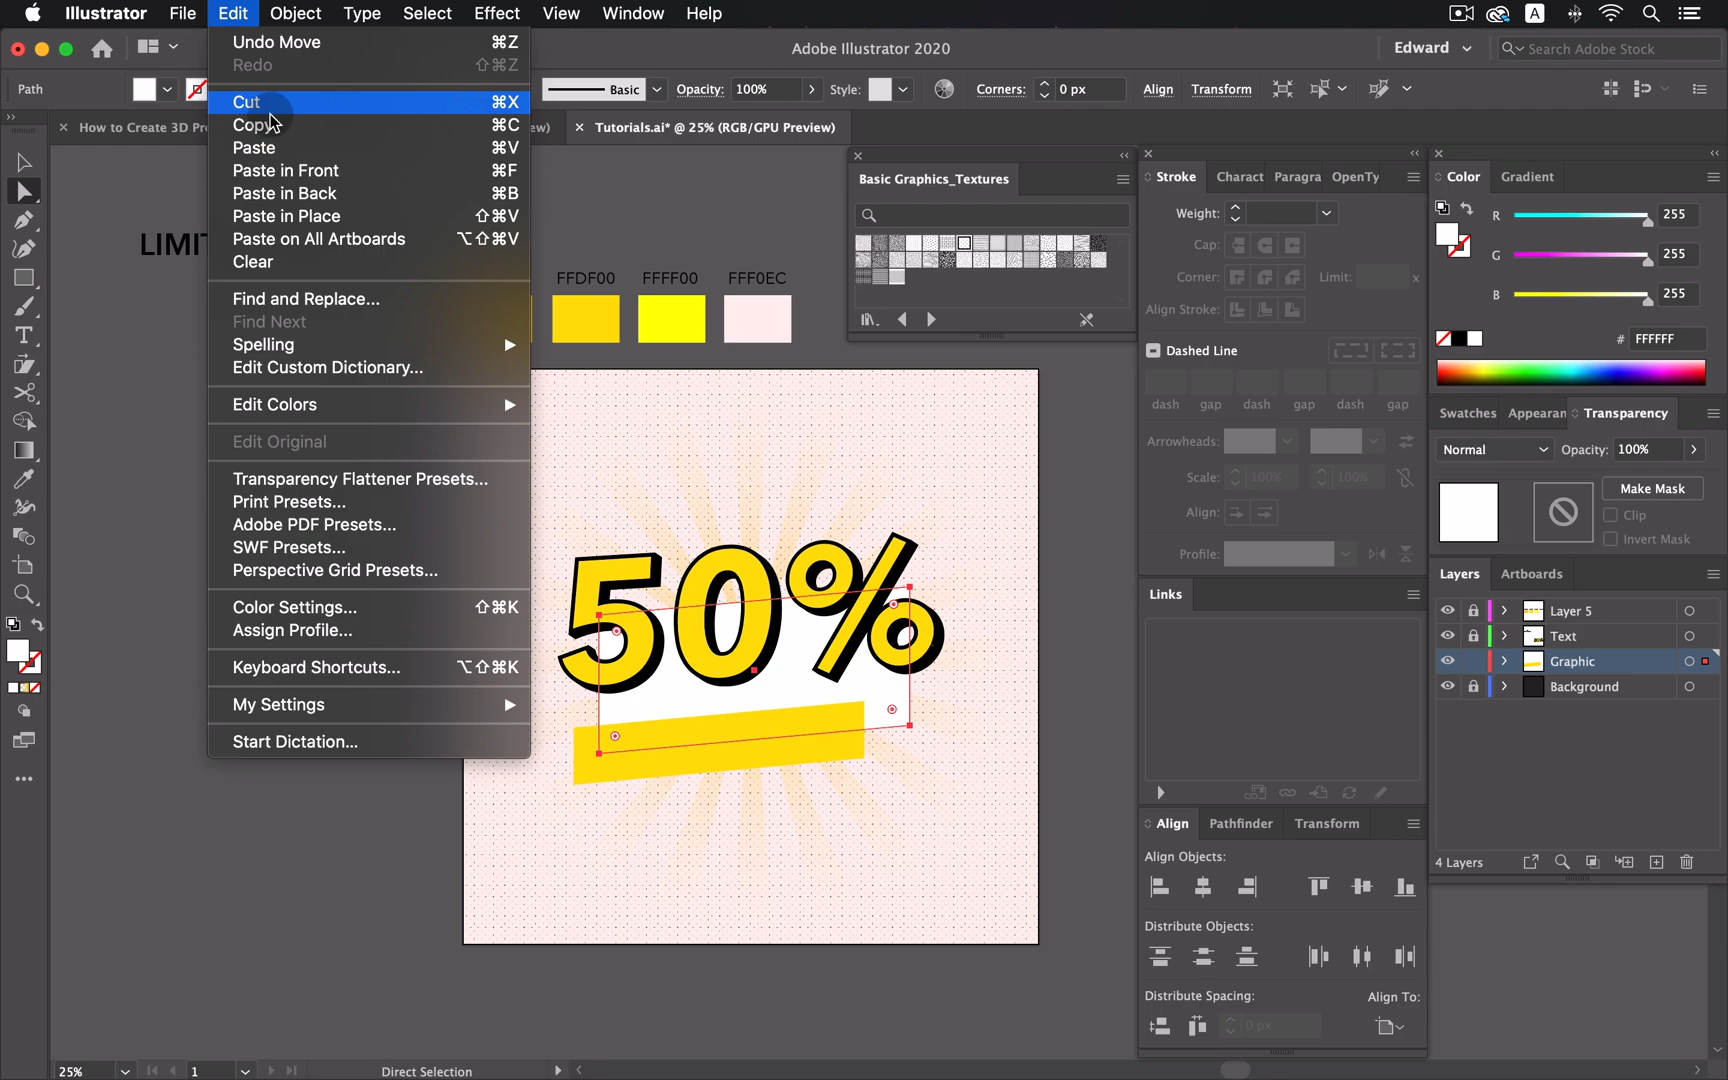 Illustrator File Edit Object Type Select Effect View Window Help
A
Adobe Illustrator 2020
Edward
Search Adobe Stock
Path
Basic
Opacity: 100%
Style:
Corners: 0 px
Align
Transform
How to Create 3D Pr
Tutorials.ai* @ 25% (RGB/GPU Preview)
Undo Move ⌘Z
Redo ⇧⌘Z
Cut ⌘X
Copy ⌘C
Paste ⌘V
Paste in Front ⌘F
Paste in Back ⌘B
Paste in Place ⇧⌘V
Paste on All Artboards ⌥⇧⌘V
Clear
Find and Replace...
Find Next
Spelling
Edit Custom Dictionary...
Edit Colors
Edit Original
Transparency Flattener Presets...
Print Presets...
Adobe PDF Presets...
SWF Presets...
Perspective Grid Presets...
Color Settings... ⇧⌘K
Assign Profile...
Keyboard Shortcuts... ⌥⇧⌘K
My Settings
Start Dictation...
LIMIT
FFDF00 FFFF00 FFF0EC
50%
Basic Graphics_Textures
Stroke Charact Paragra OpenTy
Weight:
Cap:
Corner: Limit: x
Align Stroke:
Dashed Line
dash gap dash gap dash gap
Arrowheads:
Scale: 100% 100%
Align:
Profile:
Links
Align Pathfinder Transform
Align Objects:
Distribute Objects:
Distribute Spacing: Align To:
0 px
Color Gradient
R 255
G 255
B 255
# FFFFFF
Swatches Appearan Transparency
Normal Opacity: 100%
Make Mask
Clip
Invert Mask
Layers Artboards
Layer 5
Text
Graphic
Background
4 Layers
25% 1 Direct Selection